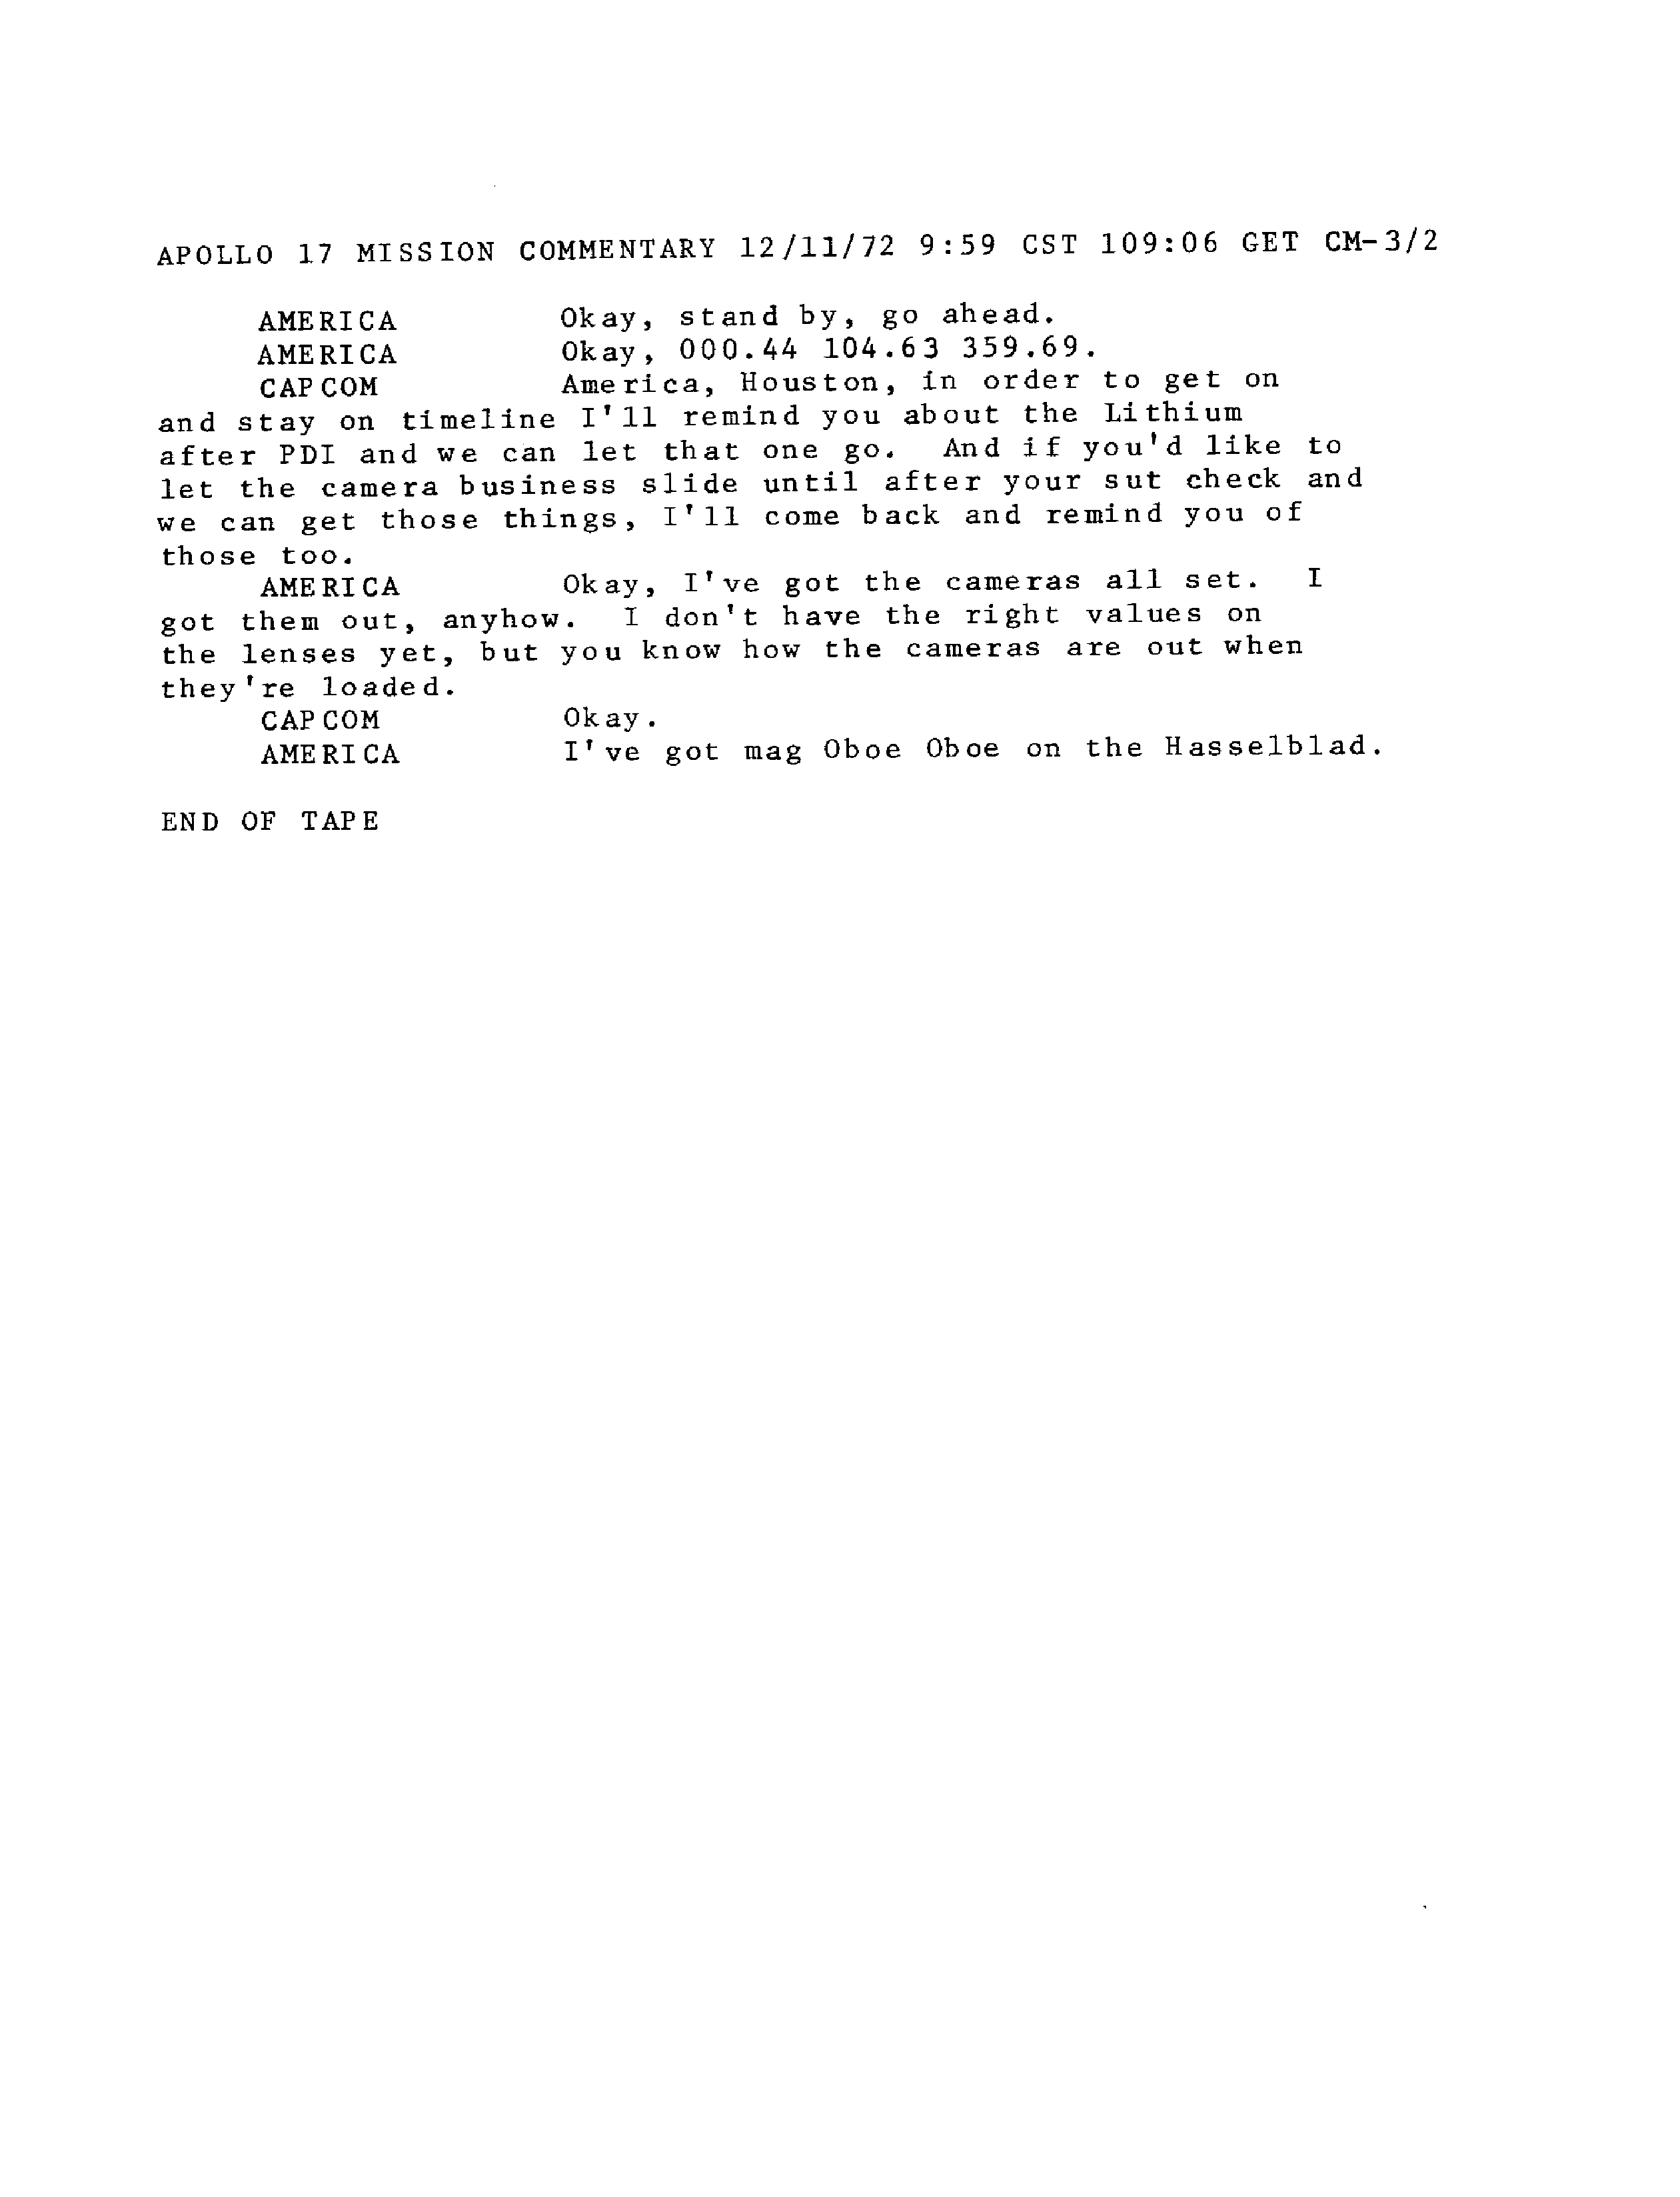 APOLLO 17 MISSION COMMENTARY 12/11/72 9:59 CST 109:06 GET CM-3/2
AMERICA Okay, stand by, go ahead.
AMERICA Okay, 000.44 104.63 359.69.
CAPCOM America, Houston, in order to get on
and stay on timeline I'll remind you about the Lithium
after PDI and we can let that one go. And if you'd like to
let the camera business slide until after your sut check and
we can get those things, I'll come back and remind you of
those too.
AMERICA Okay, I've got the cameras all set. I
got them out, anyhow. I don't have the right values on
the lenses yet, but you know how the cameras are out when
they're loaded.
CAPCOM Okay.
AMERICA I've got mag Oboe Oboe on the Hasselblad.
END OF TAPE